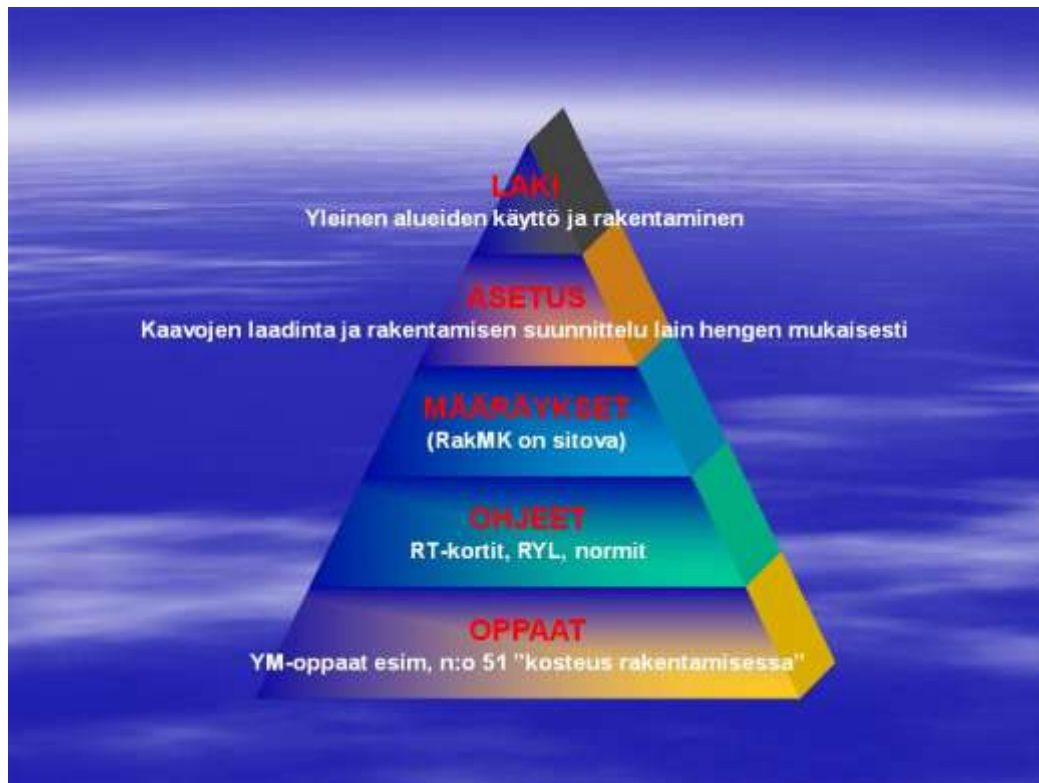 LAKI
Yleinen alueiden käyttö ja rakentaminen
ASETUS
Kaavojen laadinta ja rakentamisen suunnittelu lain hengen mukaisesti
MÄÄRÄYKSET
(RakMK on sitova)
OHJEET
RT-kortit, RYL, normit
OPPAAT
YM-oppaat esim, n:o 51 ”kosteus rakentamisessa”